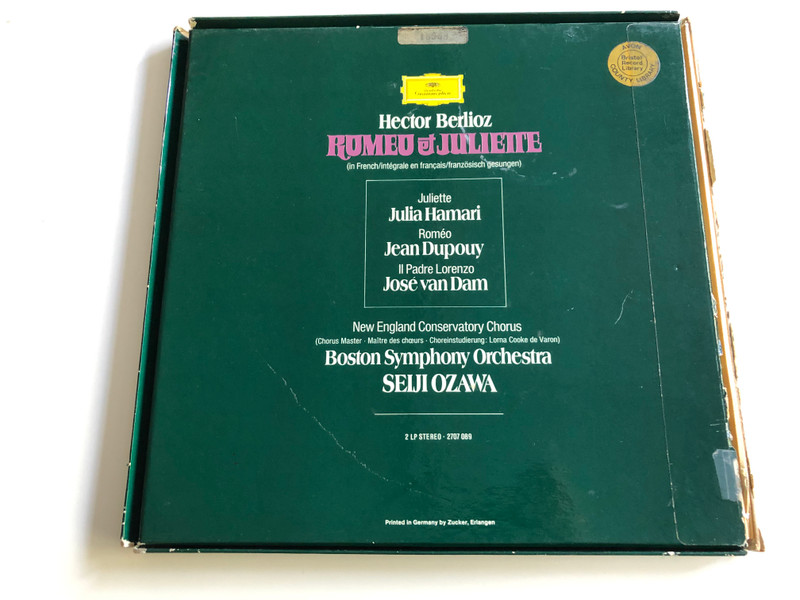 AVON
Bristol
Record
Library
COUNTY LIBRARY
Hector Berlioz
ROMEO et JULIETTE
(in French/intégrale en français/französisch gesungen)
Juliette
Julia Hamari
Roméo
Jean Dupouy
Il Padre Lorenzo
José van Dam
New England Conservatory Chorus
(Chorus Master · Maître des chœurs · Choreinstudierung: Lorna Cooke de Varon)
Boston Symphony Orchestra
SEIJI OZAWA
2 LP STEREO · 2707 089
Printed in Germany by Zucker, Erlangen